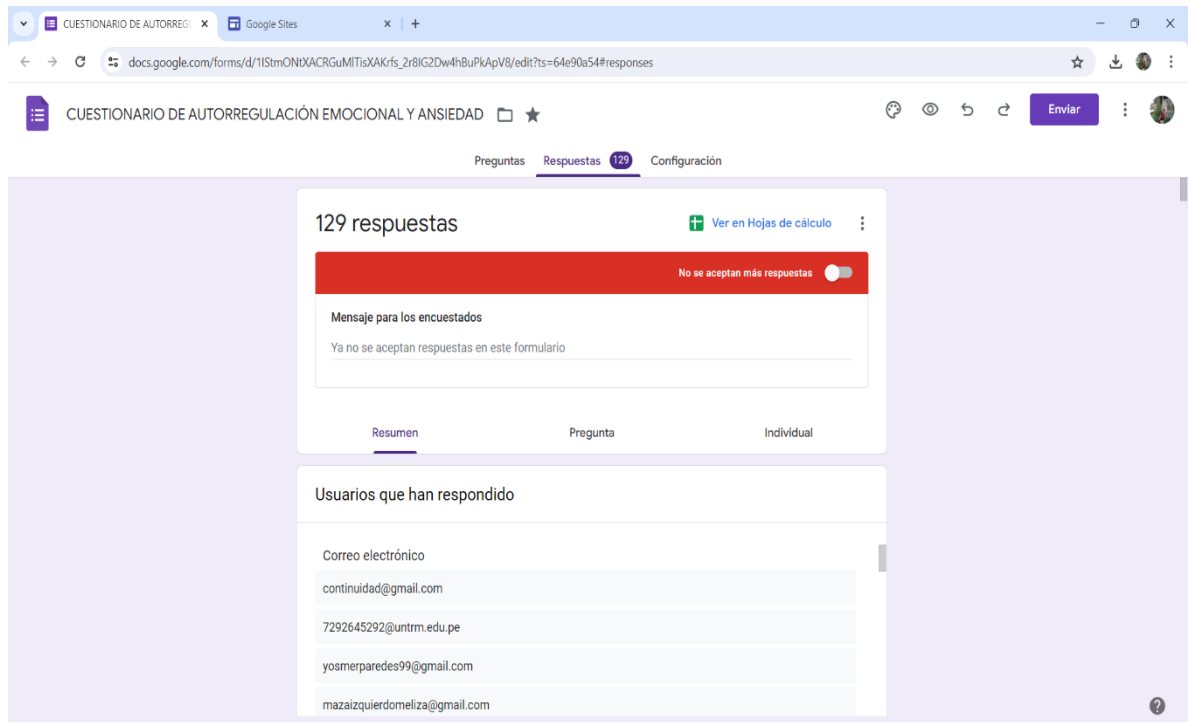 CUESTIONARIO DE AUTORREGU
Google Sites
docs.google.com/forms/d/1IStmONtXACRGuMlTisXAKrfs_2r8lG2Dw4hBuPkApV8/edit?ts=64e90a54#responses
CUESTIONARIO DE AUTORREGULACIÓN EMOCIONAL Y ANSIEDAD
Enviar
Preguntas Respuestas 129 Configuración
129 respuestas
Ver en Hojas de cálculo
No se aceptan más respuestas
Mensaje para los encuestados
Ya no se aceptan respuestas en este formulario
Resumen Pregunta Individual
Usuarios que han respondido
Correo electrónico
continuidad@gmail.com
7292645292@untrm.edu.pe
yosmerparedes99@gmail.com
mazaizquierdomeliza@gmail.com